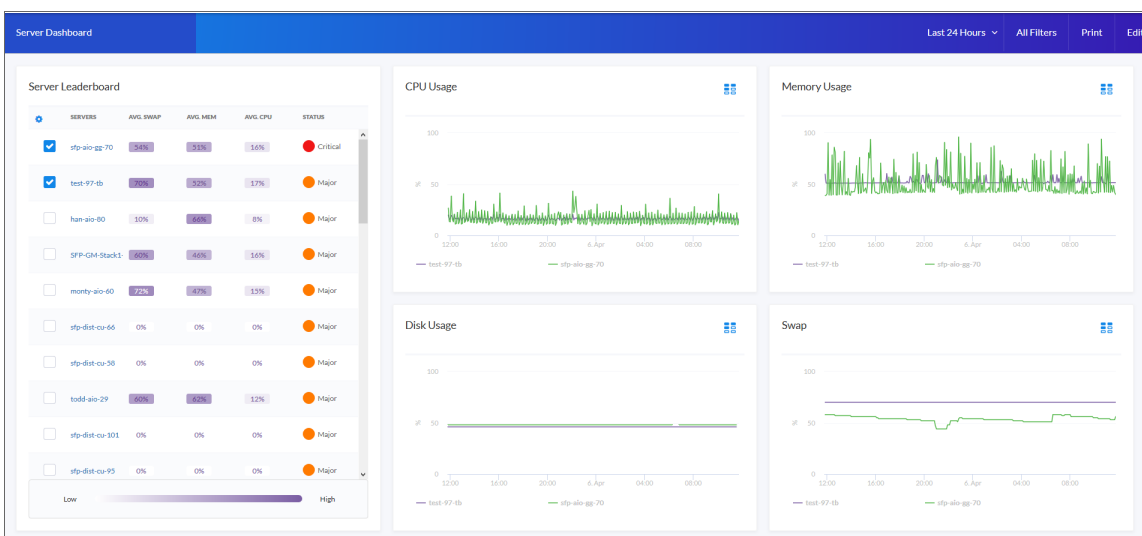 Server Dashboard
Last 24 Hours All Filters Print Edit
Server Leaderboard
SERVERS AVG. SWAP AVG. MEM AVG. CPU STATUS
sfp-aio-gg-70 54% 51% 16% Critical
test-97-tb 70% 52% 17% Major
han-aio-80 10% 66% 8% Major
SFP-GM-Stack1- 60% 46% 16% Major
monty-aio-60 72% 47% 15% Major
sfp-dist-cu-66 0% 0% 0% Major
sfp-dist-cu-58 0% 0% 0% Major
todd-aio-29 60% 62% 12% Major
sfp-dist-cu-101 0% 0% 0% Major
sfp-dist-cu-95 0% 0% 0% Major
Low High
CPU Usage
100
%
50
0
12:00 16:00 20:00 6. Apr 04:00 08:00
test-97-tb sfp-aio-gg-70
Memory Usage
100
%
50
0
12:00 16:00 20:00 6. Apr 04:00 08:00
test-97-tb sfp-aio-gg-70
Disk Usage
100
%
50
0
12:00 16:00 20:00 6. Apr 04:00 08:00
test-97-tb sfp-aio-gg-70
Swap
100
%
50
0
12:00 16:00 20:00 6. Apr 04:00 08:00
test-97-tb sfp-aio-gg-70